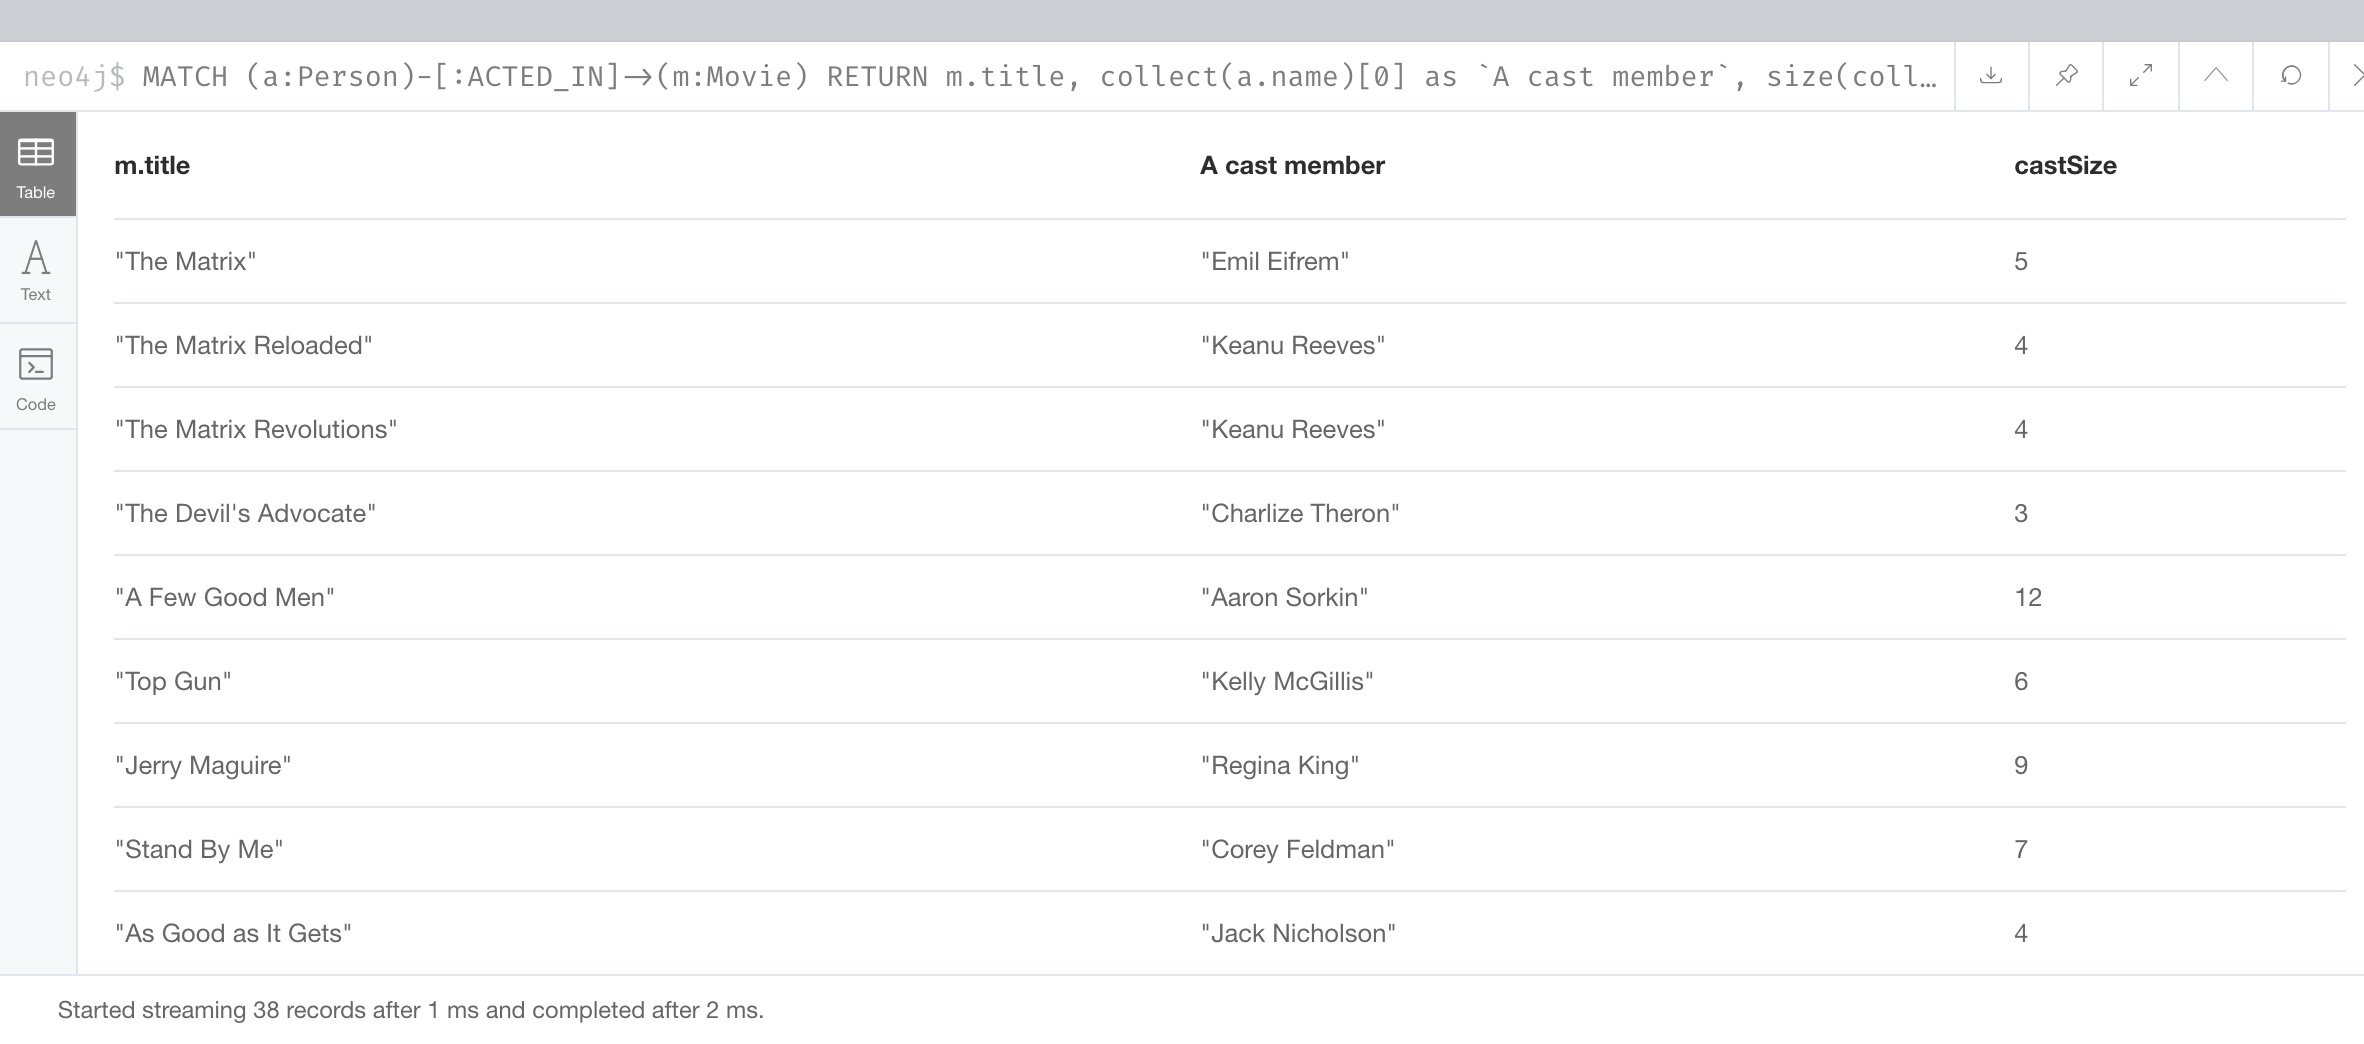 neo4j$ MATCH (a:Person)-[:ACTED_IN]->(m:Movie) RETURN m.title, collect(a.name)[0] as `A cast member`, size(coll…
Table
Text
Code
m.title A cast member castSize
"The Matrix" "Emil Eifrem" 5
"The Matrix Reloaded" "Keanu Reeves" 4
"The Matrix Revolutions" "Keanu Reeves" 4
"The Devil's Advocate" "Charlize Theron" 3
"A Few Good Men" "Aaron Sorkin" 12
"Top Gun" "Kelly McGillis" 6
"Jerry Maguire" "Regina King" 9
"Stand By Me" "Corey Feldman" 7
"As Good as It Gets" "Jack Nicholson" 4
Started streaming 38 records after 1 ms and completed after 2 ms.